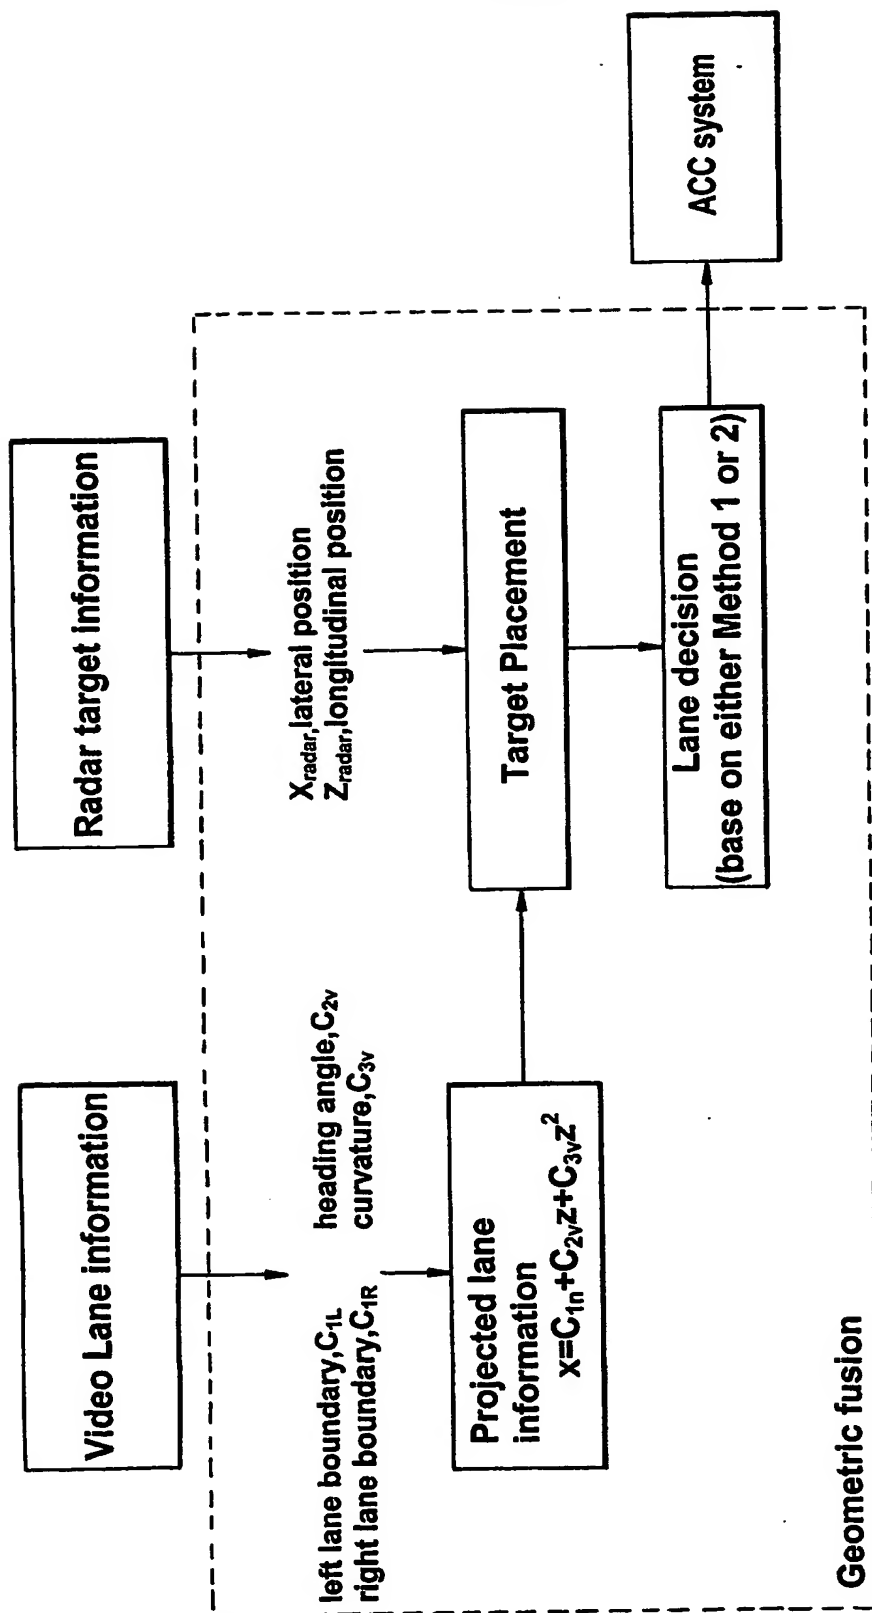 Video Lane information
Radar target information
left lane boundary,C1L
right lane boundary,C1R
heading angle,C2v
curvature,C3v
Xradar,lateral position
Zradar,longitudinal position
Projected lane
information
x=C1n+C2vz+C3vz²
Target Placement
Lane decision
(base on either Method 1 or 2)
ACC system
Geometric fusion